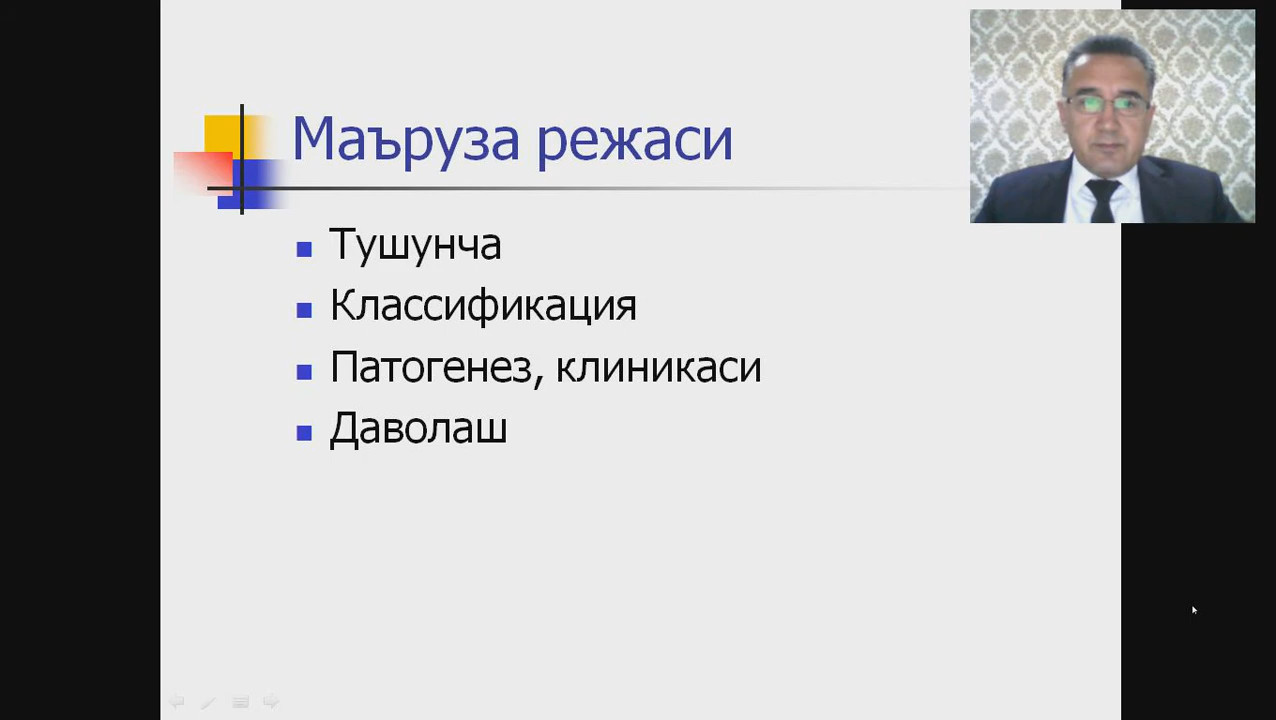 Маъруза режаси
Тушунча
Классификация
Патогенез, клиникаси
Даволаш